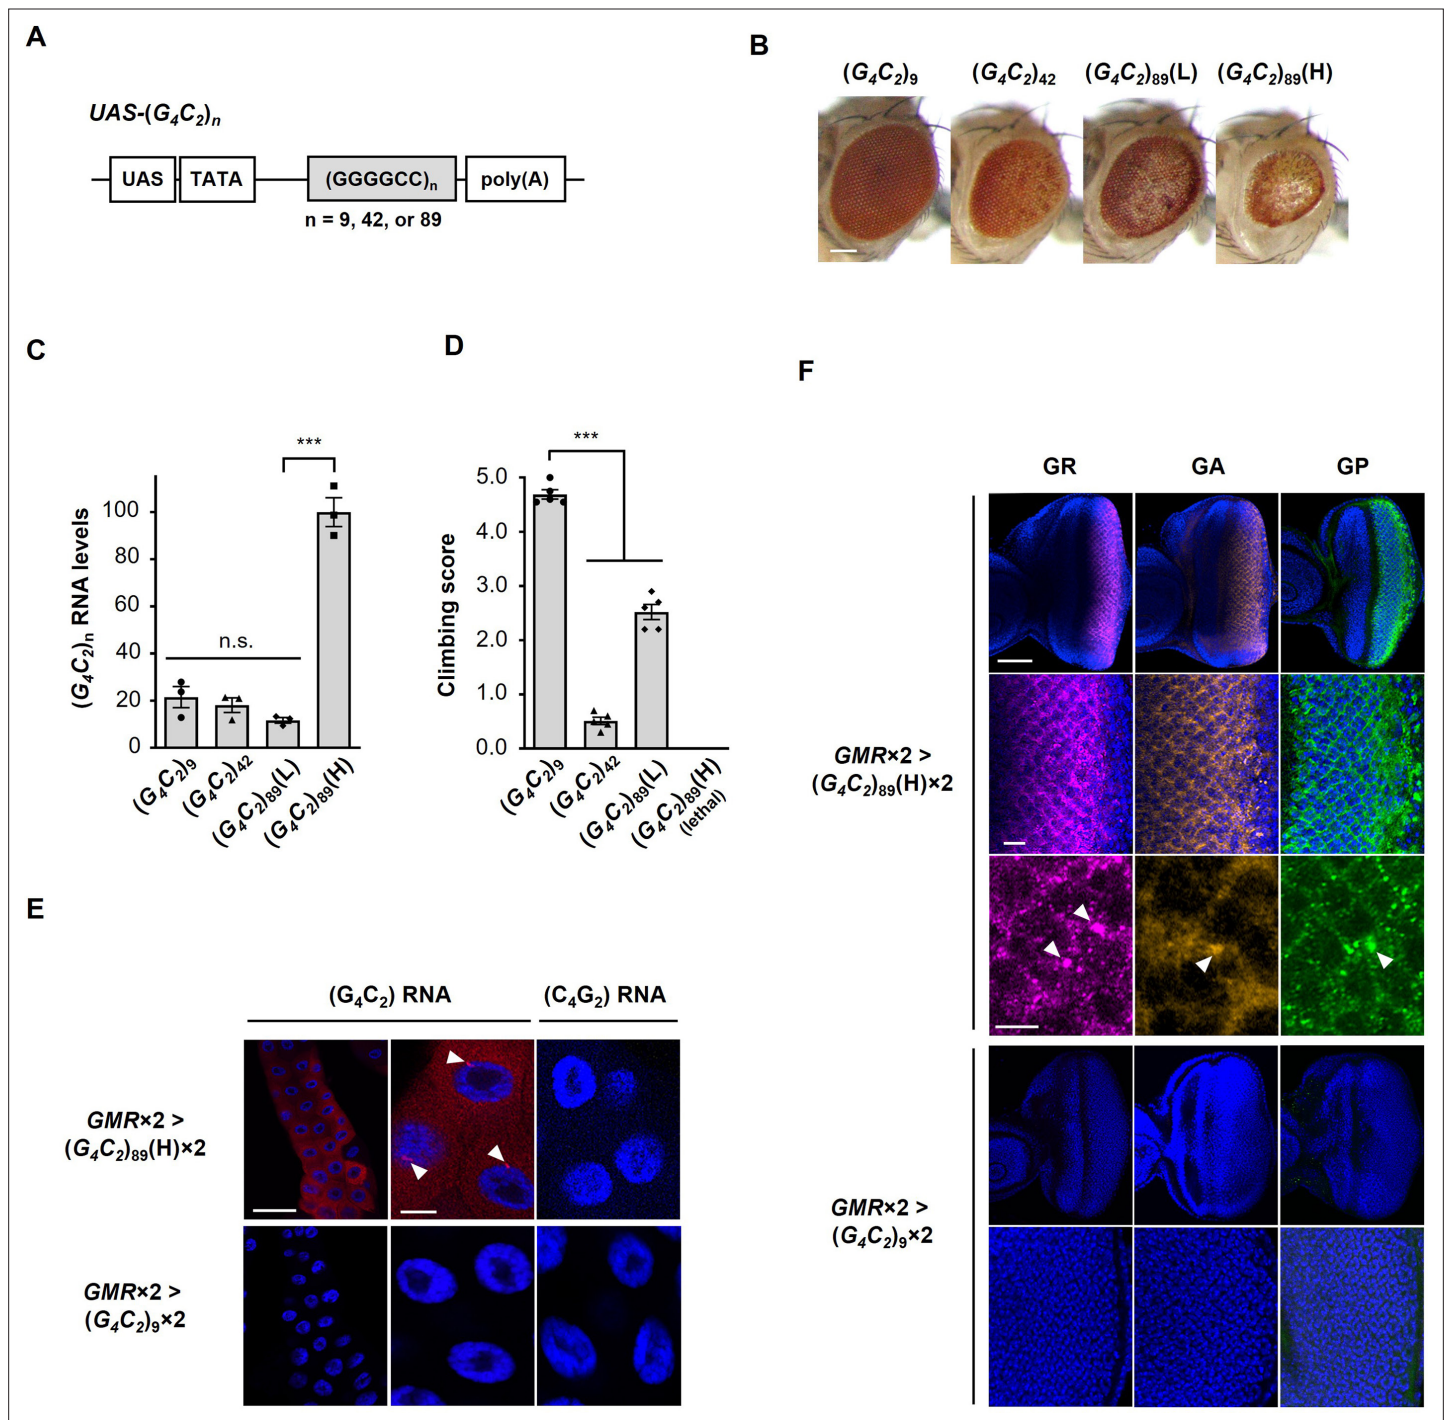 A
UAS-(G4C2)n
UAS TATA (GGGGCC)n poly(A)
n = 9, 42, or 89
B
(G4C2)9 (G4C2)42 (G4C2)89(L) (G4C2)89(H)
C
(G4C2)n RNA levels
100
80
60
40
20
0
***
n.s.
(G4C2)9 (G4C2)42 (G4C2)89(L) (G4C2)89(H)
D
Climbing score
5.0
4.0
3.0
2.0
1.0
0.0
***
(G4C2)9 (G4C2)42 (G4C2)89(L) (G4C2)89(H)
(lethal)
E
(G4C2) RNA (C4G2) RNA
GMR×2 >
(G4C2)89(H)×2
GMR×2 >
(G4C2)9×2
F
GR GA GP
GMR×2 >
(G4C2)89(H)×2
GMR×2 >
(G4C2)9×2